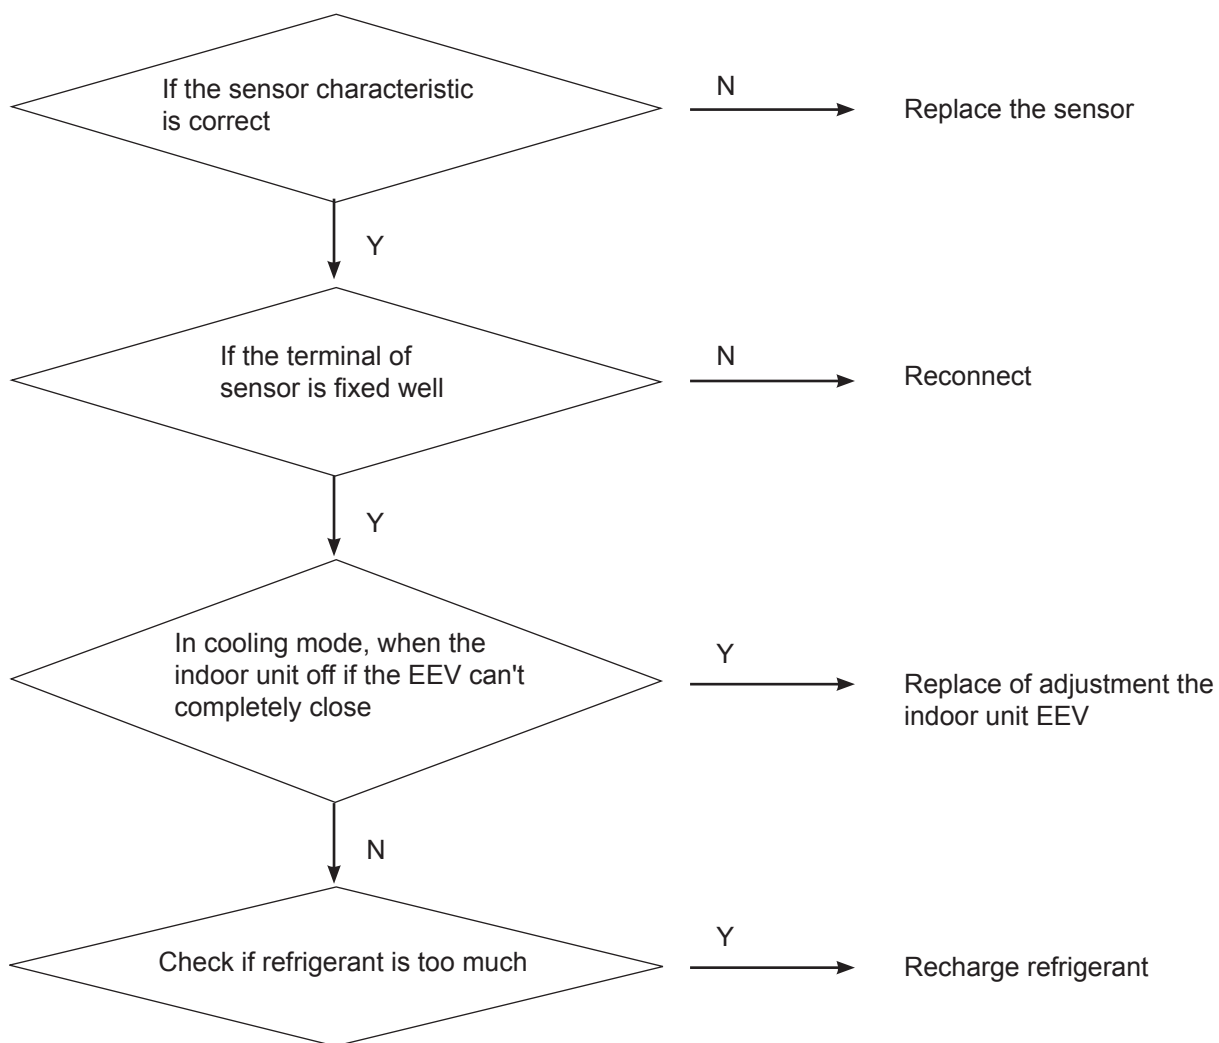 If the sensor characteristic
is correct
N
Replace the sensor
Y
If the terminal of
sensor is fixed well
N
Reconnect
Y
In cooling mode, when the
indoor unit off if the EEV can't
completely close
Y
Replace of adjustment the
indoor unit EEV
N
Check if refrigerant is too much
Y
Recharge refrigerant